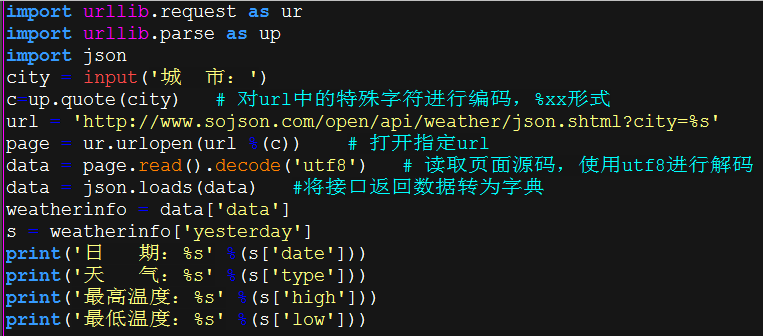 import urllib.request as ur
import urllib.parse as up
import json
city = input('城  市：')
c=up.quote(city)   # 对url中的特殊字符进行编码，%xx形式
url = 'http://www.sojson.com/open/api/weather/json.shtml?city=%s'
page = ur.urlopen(url %(c))    # 打开指定url
data = page.read().decode('utf8')   # 读取页面源码，使用utf8进行解码
data = json.loads(data)  #将接口返回数据转为字典
weatherinfo = data['data']
s = weatherinfo['yesterday']
print('日   期：%s' %(s['date']))
print('天   气：%s' %(s['type']))
print('最高温度：%s' %(s['high']))
print('最低温度：%s' %(s['low']))